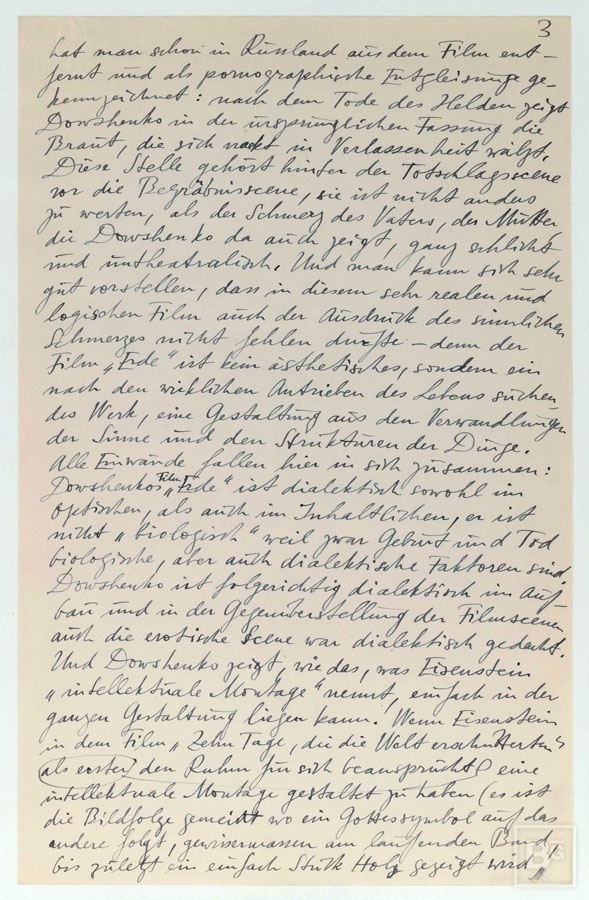 3
hat man schon in Russland aus dem Film ent-
fernt und als pornographische Entgleisung ge-
kennzeichnet: nach dem Tode des Helden zeigt
Dowshenko in der ursprünglichen Fassung die
Braut, die sich nackt in Verlassenheit wälzt.
Diese Stelle gehört hinter der Totschlagsscene
vor die Begräbnisscene, sie ist nicht anders
zu werten, als der Schmerz des Vaters, der Mutter,
die Dowshenko da auch zeigt, ganz schlicht
und untheatralisch. Und man kann sich sehr
gut vorstellen, dass in diesem sehr realen und
logischen Film auch der Ausdruck des sinnlichen
Schmerzes nicht fehlen durfte – denn der
Film „Erde" ist kein ästhetisches, sondern ein
nach den wirklichen Antrieben des Lebens suchen-
des Werk, eine Gestaltung aus den Verwandlungen
der Sinne und den Strukturen der Dinge.
Alle Einwände fallen hier in sich zusammen:
Dowshenkos Film „Erde" ist dialektisch sowohl im
optischen, als auch im Inhaltlichen, er ist
nicht „biologisch" weil zwar Geburt und Tod
biologische, aber auch dialektische Faktoren sind.
Dowshenko ist folgerichtig dialektisch im Auf-
bau und in der Gegenüberstellung der Filmscenen
auch die erotische Scene war dialektisch gedacht.
Und Dowshenko zeigt, wie das, was Eisenstein
„intellektuale Montage" nennt, einfach in der
ganzen Gestaltung liegen kann. Wenn Eisenstein
in dem Film „Zehn Tage, die die Welt erschütterten"
(als erster) den Ruhm für sich beansprucht, eine
intellektuale Montage gestaltet zu haben (es ist
die Bildfolge gemeint wo ein Gottessymbol auf das
andere folgt, gewissermassen am laufenden Band,
bis zuletzt ein einfach Stück Holz gezeigt wird,
BG